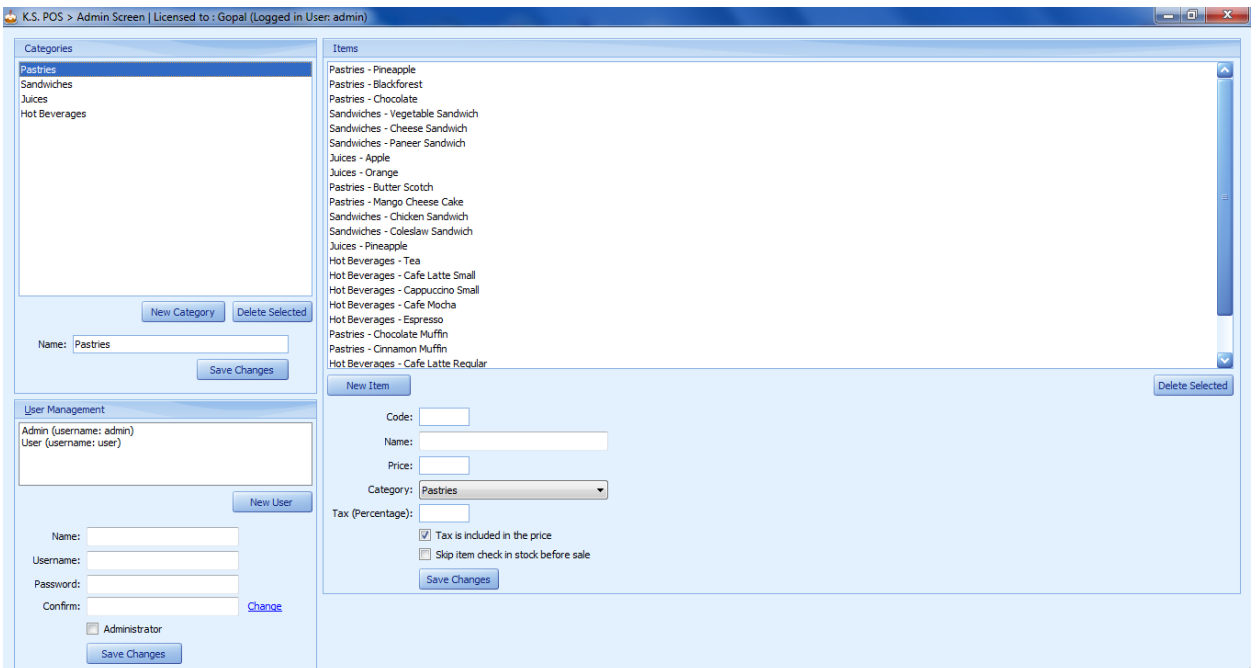 K.S. POS > Admin Screen | Licensed to : Gopal (Logged in User: admin)
Categories
Pastries
Sandwiches
Juices
Hot Beverages
New Category
Delete Selected
Name: Pastries
Save Changes
User Management
Admin (username: admin)
User (username: user)
New User
Name:
Username:
Password:
Confirm:
Change
Administrator
Save Changes
Items
Pastries - Pineapple
Pastries - Blackforest
Pastries - Chocolate
Sandwiches - Vegetable Sandwich
Sandwiches - Cheese Sandwich
Sandwiches - Paneer Sandwich
Juices - Apple
Juices - Orange
Pastries - Butter Scotch
Pastries - Mango Cheese Cake
Sandwiches - Chicken Sandwich
Sandwiches - Coleslaw Sandwich
Juices - Pineapple
Hot Beverages - Tea
Hot Beverages - Cafe Latte Small
Hot Beverages - Cappuccino Small
Hot Beverages - Cafe Mocha
Hot Beverages - Espresso
Pastries - Chocolate Muffin
Pastries - Cinnamon Muffin
Hot Beverages - Cafe Latte Regular
New Item
Delete Selected
Code:
Name:
Price:
Category: Pastries
Tax (Percentage):
Tax is included in the price
Skip item check in stock before sale
Save Changes